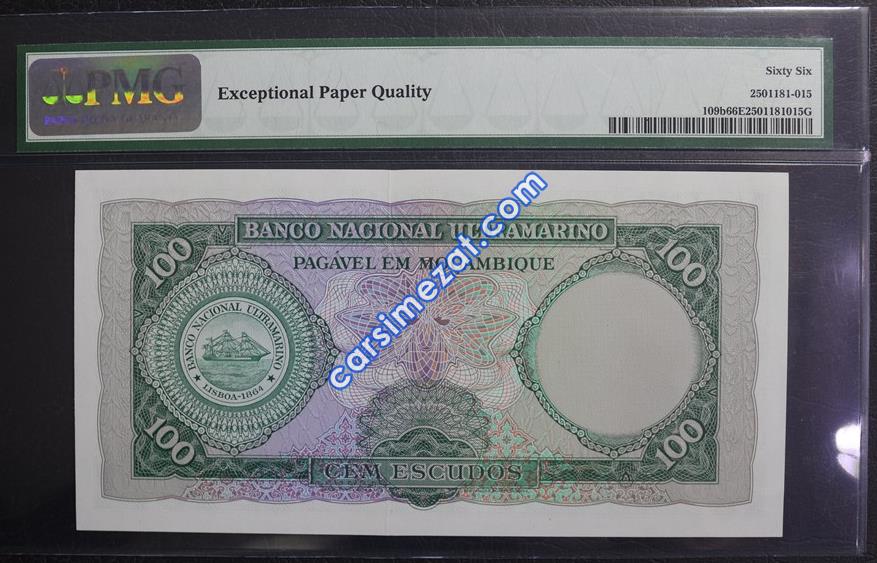 PMG
Exceptional Paper Quality
Sixty Six
2501181-015
109b66E2501181015G
BANCO NACIONAL ULTRAMARINO
PAGÁVEL EM MOÇAMBIQUE
100
100
BANCO NACIONAL ULTRAMARINO
LISBOA-1864
100
100
CEM ESCUDOS
carsimezat.com